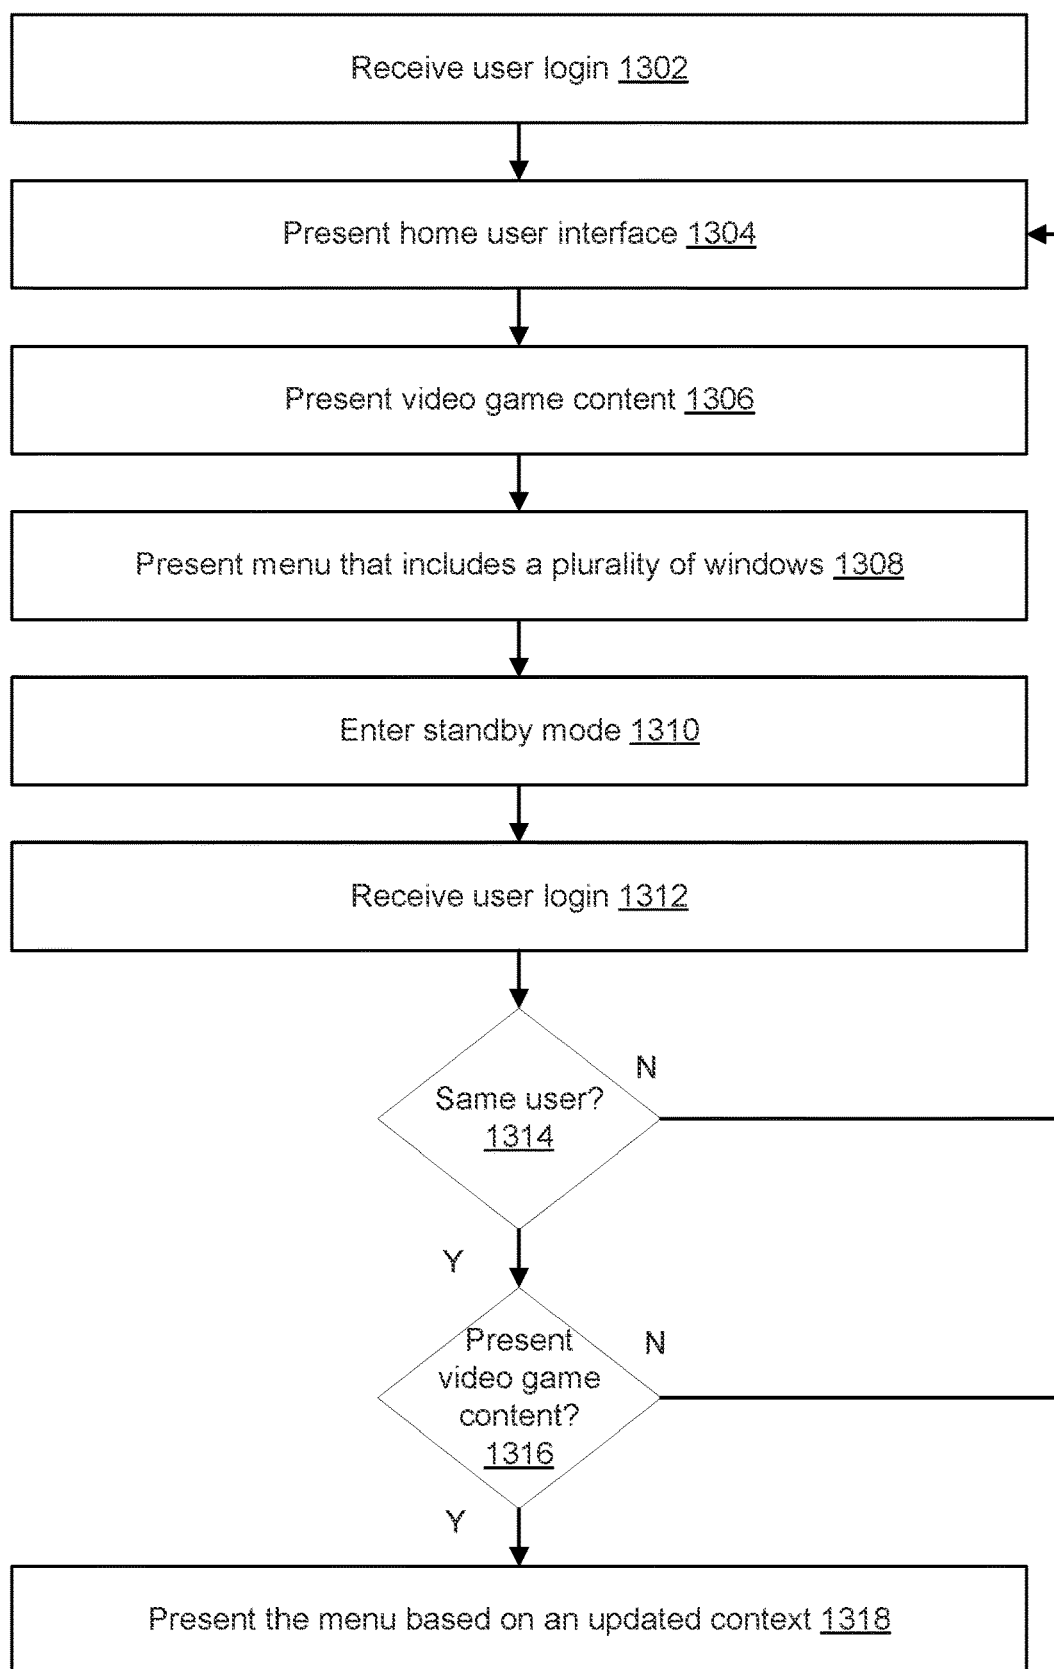 Receive user login 1302
Present home user interface 1304
Present video game content 1306
Present menu that includes a plurality of windows 1308
Enter standby mode 1310
Receive user login 1312
N
Same user?
1314
Y
N
Present
video game
content?
1316
Y
Present the menu based on an updated context 1318